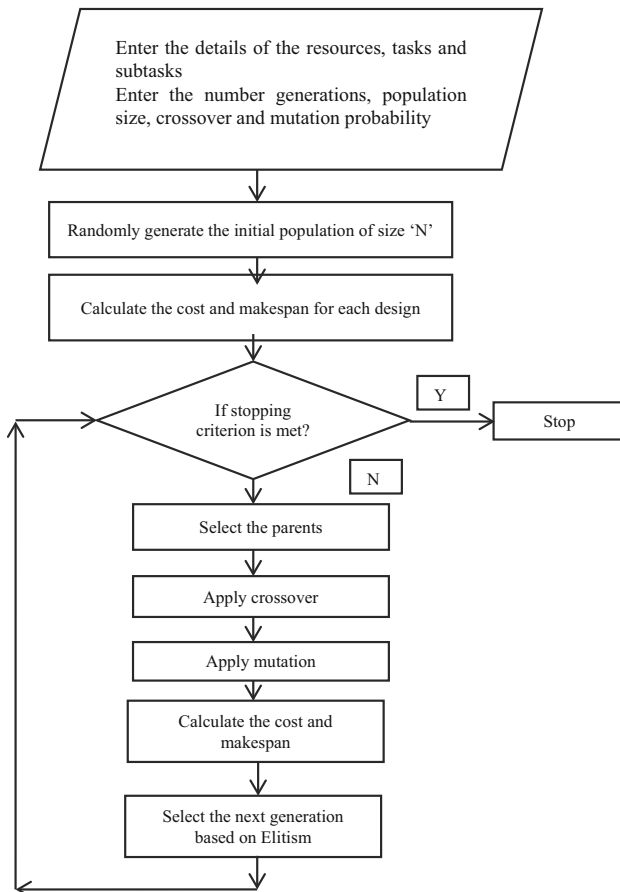 Enter the details of the resources, tasks and
subtasks
Enter the number generations, population
size, crossover and mutation probability
Randomly generate the initial population of size ‘N’
Calculate the cost and makespan for each design
If stopping
criterion is met?
Y
Stop
N
Select the parents
Apply crossover
Apply mutation
Calculate the cost and
makespan
Select the next generation
based on Elitism